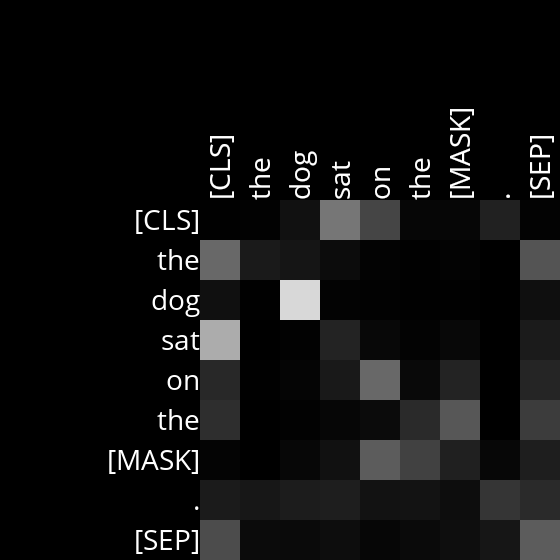 [CLS] the dog sat on the [MASK] . [SEP]
[CLS]
the
dog
sat
on
the
[MASK]
.
[SEP]